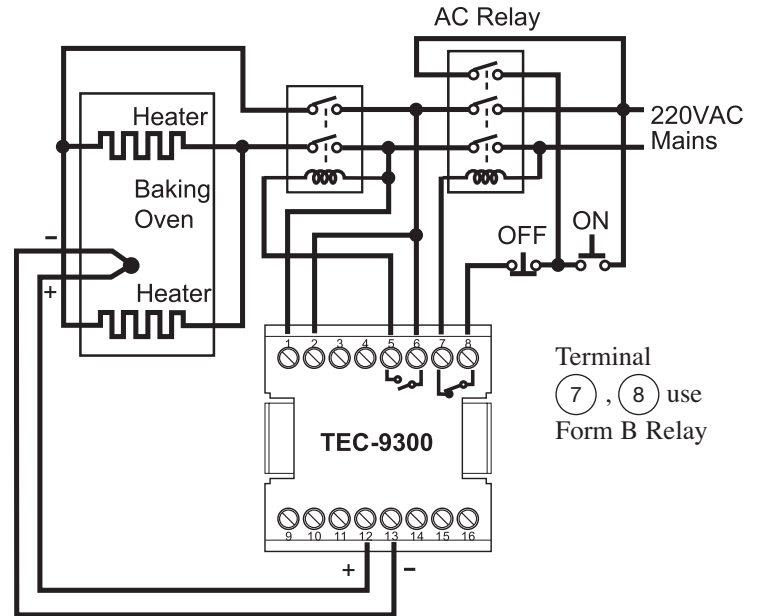 AC Relay
Heater
220VAC
Mains
Baking
Oven
OFF
ON
−
+
Heater
1 2 3 4 5 6 7 8
Terminal
7 , 8 use
Form B Relay
TEC-9300
9 10 11 12 13 14 15 16
+ −